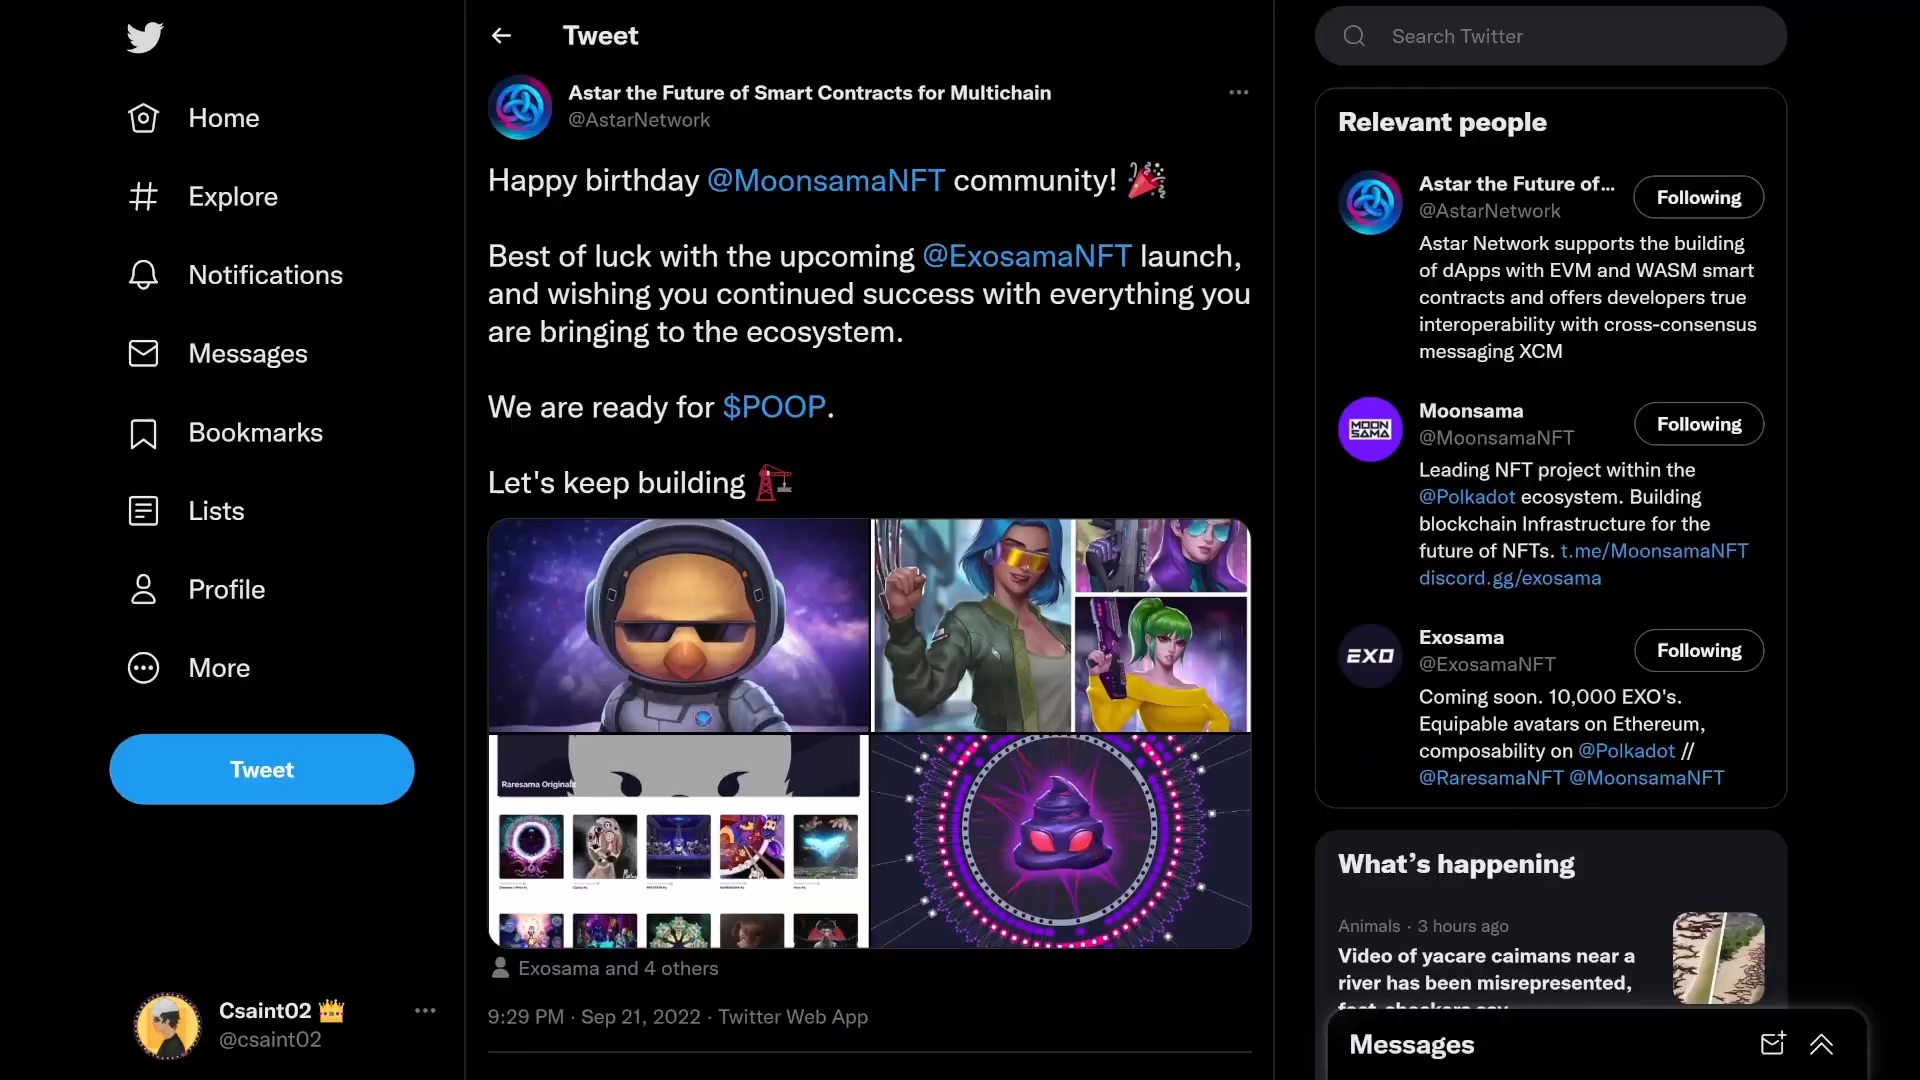 Home
Explore
Notifications
Messages
Bookmarks
Lists
Profile
More
Tweet
Csaint02 👑
@csaint02
Tweet
Astar the Future of Smart Contracts for Multichain
@AstarNetwork
Happy birthday @MoonsamaNFT community! 🎉
Best of luck with the upcoming @ExosamaNFT launch,
and wishing you continued success with everything you
are bringing to the ecosystem.
We are ready for $POOP.
Let's keep building 🏗️
Raresama Originals
Exosama and 4 others
9:29 PM · Sep 21, 2022 · Twitter Web App
Search Twitter
Relevant people
Astar the Future of...
@AstarNetwork
Following
Astar Network supports the building
of dApps with EVM and WASM smart
contracts and offers developers true
interoperability with cross-consensus
messaging XCM
MOON
SAMA
Moonsama
@MoonsamaNFT
Following
Leading NFT project within the
@Polkadot ecosystem. Building
blockchain Infrastructure for the
future of NFTs. t.me/MoonsamaNFT
discord.gg/exosama
EXO
Exosama
@ExosamaNFT
Following
Coming soon. 10,000 EXO's.
Equipable avatars on Ethereum,
composability on @Polkadot //
@RaresamaNFT @MoonsamaNFT
What's happening
Animals · 3 hours ago
Video of yacare caimans near a
river has been misrepresented,
Messages